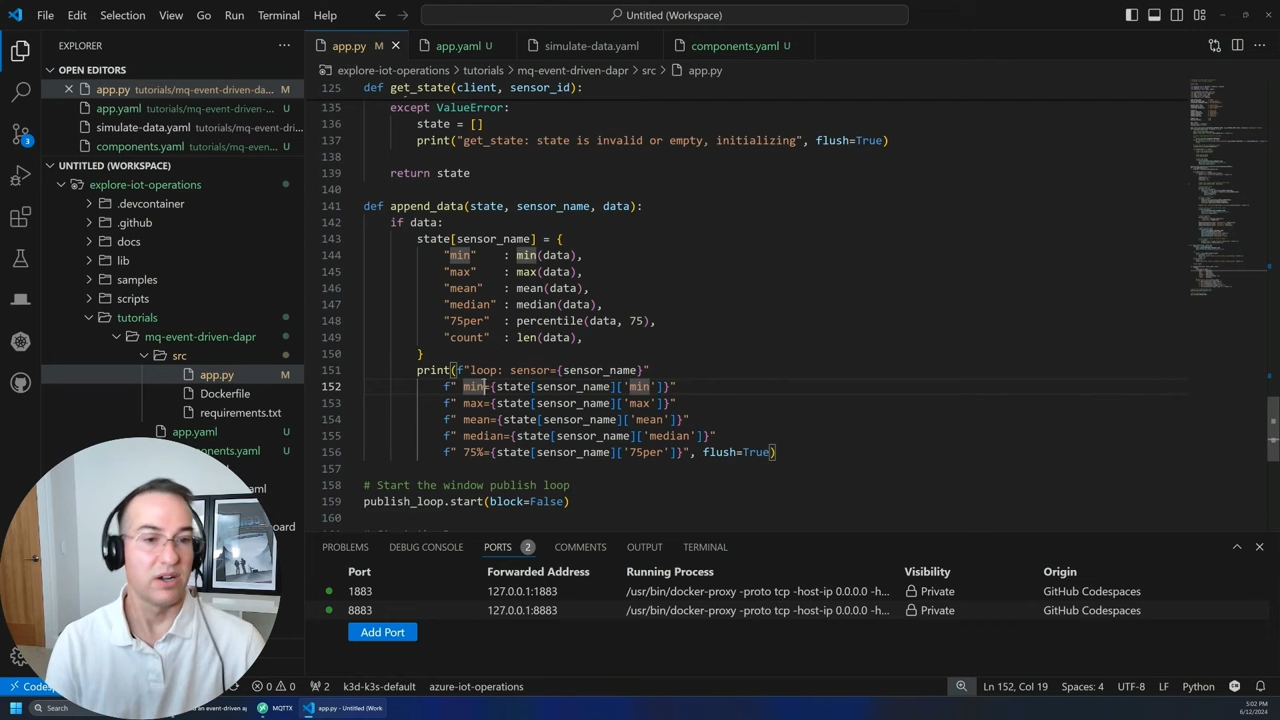 File Edit Selection View Go Run Terminal Help
Untitled (Workspace)
EXPLORER
OPEN EDITORS
app.py tutorials/mq-event-driven-da... M
app.yaml tutorials/mq-event-driven-... U
simulate-data.yaml tutorials/mq-event-driv...
components.yaml tutorials/mq-event-d... U
UNTITLED (WORKSPACE)
explore-iot-operations
.devcontainer
.github
docs
lib
samples
scripts
tutorials
mq-event-driven-dapr
src
app.py M
Dockerfile
requirements.txt
app.yaml U
U
app.py M
app.yaml U
simulate-data.yaml
components.yaml U
explore-iot-operations > tutorials > mq-event-driven-dapr > src > app.py
125 def get_state(client, sensor_id):
135 except ValueError:
136 state = []
137 print("get_state: state is invalid or empty, initializing", flush=True)
138
139 return state
140
141 def append_data(state, sensor_name, data):
142 if data:
143 state[sensor_name] = {
144 "min" : min(data),
145 "max" : max(data),
146 "mean" : mean(data),
147 "median" : median(data),
148 "75per" : percentile(data, 75),
149 "count" : len(data),
150 }
151 print(f"loop: sensor={sensor_name}"
152 f" min={state[sensor_name]['min']}"
153 f" max={state[sensor_name]['max']}"
154 f" mean={state[sensor_name]['mean']}"
155 f" median={state[sensor_name]['median']}"
156 f" 75%={state[sensor_name]['75per']}", flush=True)
157
158 # Start the window publish loop
159 publish_loop.start(block=False)
160
PROBLEMS DEBUG CONSOLE PORTS 2 COMMENTS OUTPUT TERMINAL
Port Forwarded Address Running Process Visibility Origin
1883 127.0.0.1:1883 /usr/bin/docker-proxy -proto tcp -host-ip 0.0.0.0 -h... Private GitHub Codespaces
8883 127.0.0.1:8883 /usr/bin/docker-proxy -proto tcp -host-ip 0.0.0.0 -h... Private GitHub Codespaces
Add Port
0 0 2 k3d-k3s-default azure-iot-operations Ln 152, Col 19 Spaces: 4 UTF-8 LF Python
Search MQTTX app.py - Untitled (Work 5:02 PM
6/12/2024